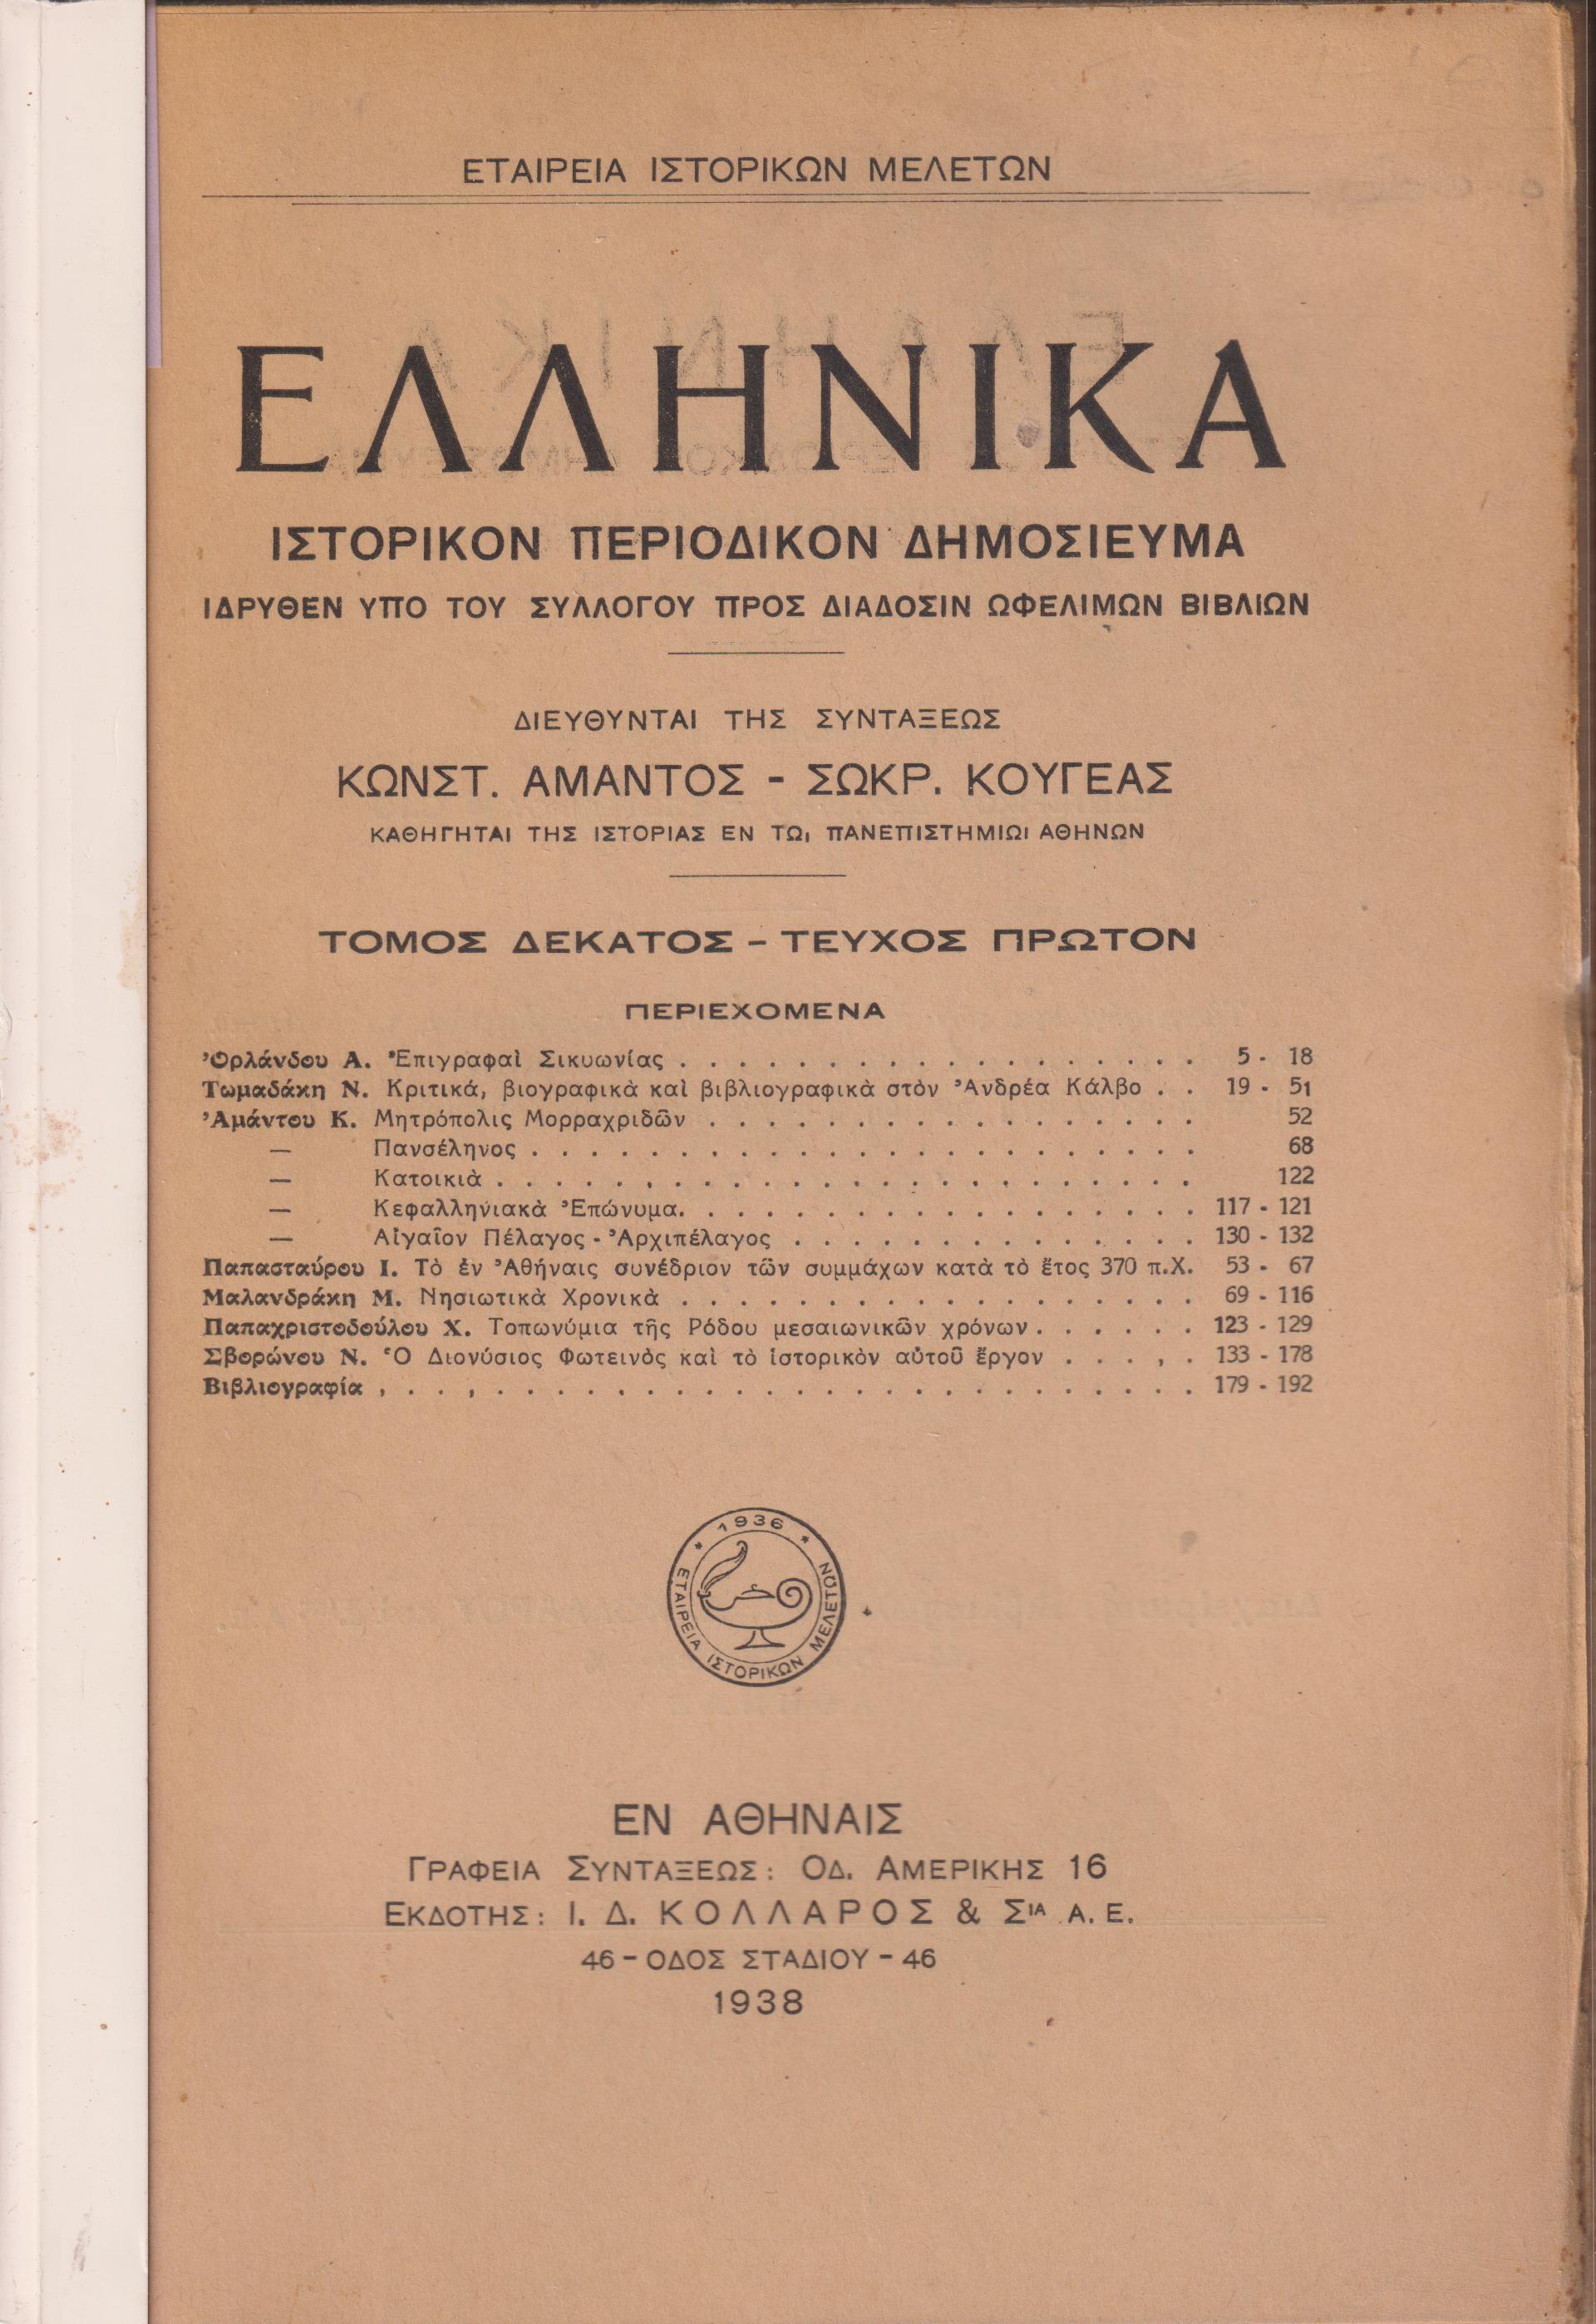 ΕΤΑΙΡΕΙΑ ΙΣΤΟΡΙΚΩΝ ΜΕΛΕΤΩΝ
ΕΛΛΗΝΙΚΑ
ΙΣΤΟΡΙΚΟΝ ΠΕΡΙΟΔΙΚΟΝ ΔΗΜΟΣΙΕΥΜΑ
ΙΔΡΥΘΕΝ ΥΠΟ ΤΟΥ ΣΥΛΛΟΓΟΥ ΠΡΟΣ ΔΙΑΔΟΣΙΝ ΩΦΕΛΙΜΩΝ ΒΙΒΛΙΩΝ
ΔΙΕΥΘΥΝΤΑΙ ΤΗΣ ΣΥΝΤΑΞΕΩΣ
ΚΩΝΣΤ. ΑΜΑΝΤΟΣ - ΣΩΚΡ. ΚΟΥΓΕΑΣ
ΚΑΘΗΓΗΤΑΙ ΤΗΣ ΙΣΤΟΡΙΑΣ ΕΝ ΤΩι ΠΑΝΕΠΙΣΤΗΜΙΩι ΑΘΗΝΩΝ
ΤΟΜΟΣ ΔΕΚΑΤΟΣ – ΤΕΥΧΟΣ ΠΡΩΤΟΝ
ΠΕΡΙΕΧΟΜΕΝΑ
Ὀρλάνδου Α. Ἐπιγραφαὶ Σικυωνίας . . . . . . . . . . . . . . . . . . 5 - 18
Τωμαδάκη Ν. Κριτικά, βιογραφικὰ καὶ βιβλιογραφικὰ στὸν Ἀνδρέα Κάλβο . . 19 - 51
Ἀμάντου Κ. Μητρόπολις Μορραχριδῶν . . . . . . . . . . . . . . . . . 52
— Πανσέληνος . . . . . . . . . . . . . . . . . . . . . . . 68
— Κατοικιὰ . . . . . . . . . . . . . . . . . . . . . . . . 122
— Κεφαλληνιακὰ Ἐπώνυμα. . . . . . . . . . . . . . . . . . 117 - 121
— Αἰγαῖον Πέλαγος - Ἀρχιπέλαγος . . . . . . . . . . . . . . 130 - 132
Παπασταύρου Ι. Τὸ ἐν Ἀθήναις συνέδριον τῶν συμμάχων κατὰ τὸ ἔτος 370 π.Χ. 53 - 67
Μαλανδράκη Μ. Νησιωτικὰ Χρονικὰ . . . . . . . . . . . . . . . . . . 69 - 116
Παπαχριστοδούλου Χ. Τοπωνύμια τῆς Ρόδου μεσαιωνικῶν χρόνων . . . . . . 123 - 129
Σβορώνου Ν. Ὁ Διονύσιος Φωτεινὸς καὶ τὸ ἱστορικὸν αὐτοῦ ἔργον . . . , . 133 - 178
Βιβλιογραφία , . . , . . . . . . . . . . . . . . . . . . . . . . . . 179 - 192
* 1936 *
ΕΤΑΙΡΕΙΑ ΙΣΤΟΡΙΚΩΝ ΜΕΛΕΤΩΝ
ΕΝ ΑΘΗΝΑΙΣ
ΓΡΑΦΕΙΑ ΣΥΝΤΑΞΕΩΣ: ΟΔ. ΑΜΕΡΙΚΗΣ 16
ΕΚΔΟΤΗΣ: Ι. Δ. ΚΟΛΛΑΡΟΣ & ΣΙΑ Α. Ε.
46 – ΟΔΟΣ ΣΤΑΔΙΟΥ – 46
1938